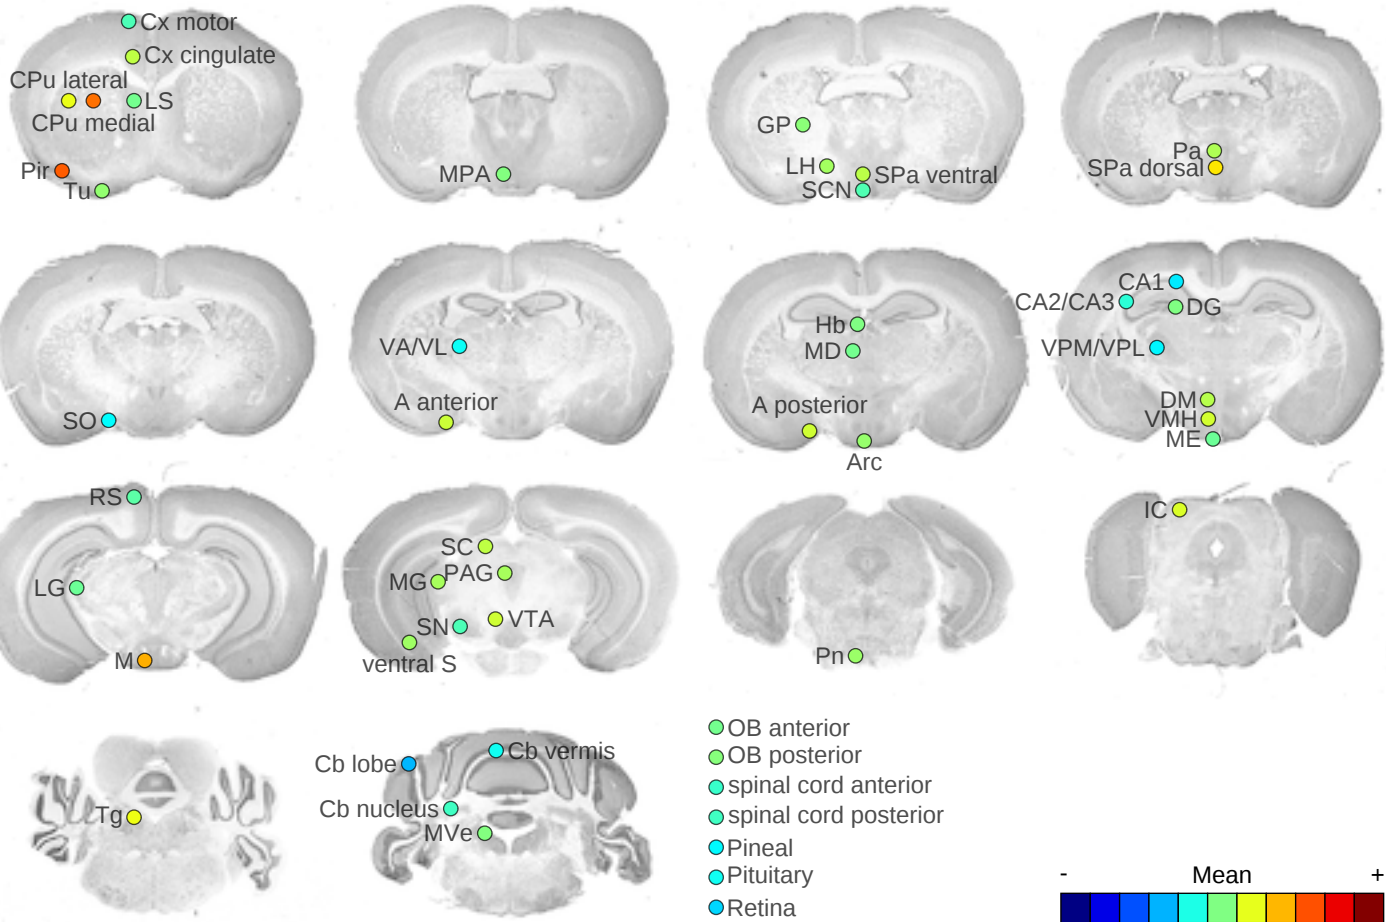 Cx motor
Cx cingulate
CPu lateral
LS
CPu medial
Pir
Tu
MPA
GP
LH
SPa ventral
SCN
Pa
SPa dorsal
SO
VA/VL
A anterior
Hb
MD
A posterior
Arc
CA1
CA2/CA3
DG
VPM/VPL
DM
VMH
ME
RS
LG
M
SC
MG PAG
SN VTA
ventral S
Pn
IC
Tg
Cb lobe
Cb vermis
Cb nucleus
MVe
OB anterior
OB posterior
spinal cord anterior
spinal cord posterior
Pineal
Pituitary
Retina
- Mean +